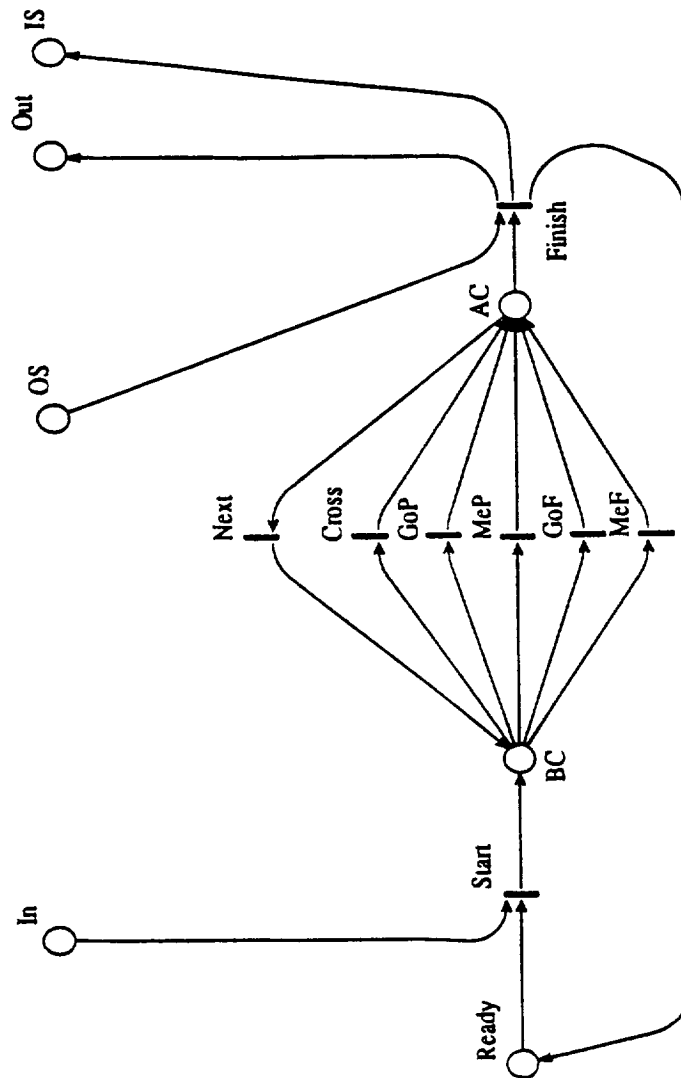 In
OS
Out
IS
Next
Cross
GoP
MeP
GoF
MeF
Ready
Start
BC
AC
Finish